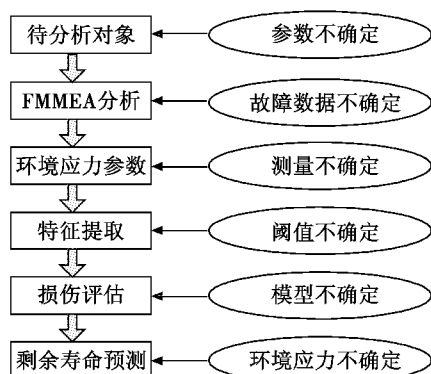 待分析对象
参数不确定
FMMEA分析
故障数据不确定
环境应力参数
测量不确定
特征提取
阈值不确定
损伤评估
模型不确定
剩余寿命预测
环境应力不确定